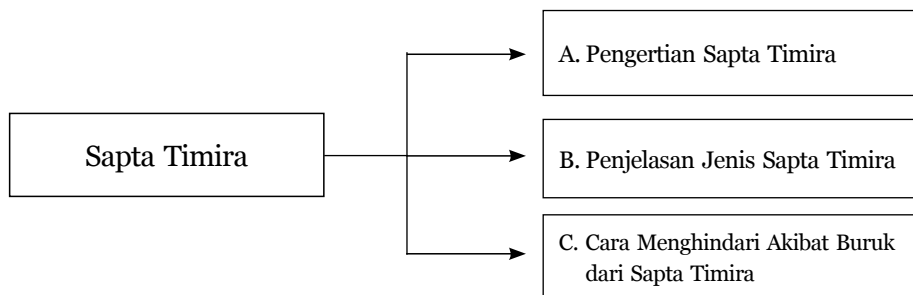 A. Pengertian Sapta Timira
Sapta Timira
B. Penjelasan Jenis Sapta Timira
C. Cara Menghindari Akibat Buruk
dari Sapta Timira